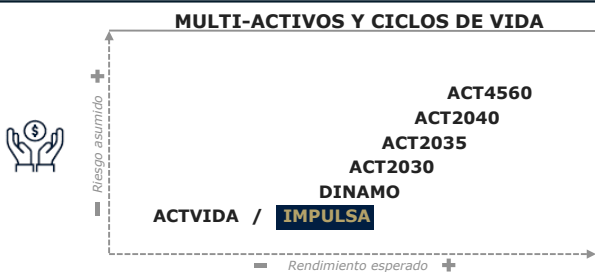 MULTI-ACTIVOS Y CICLOS DE VIDA
Riesgo asumido
ACT4560
ACT2040
ACT2035
ACT2030
DINAMO
ACTVIDA / IMPULSA
Rendimiento esperado